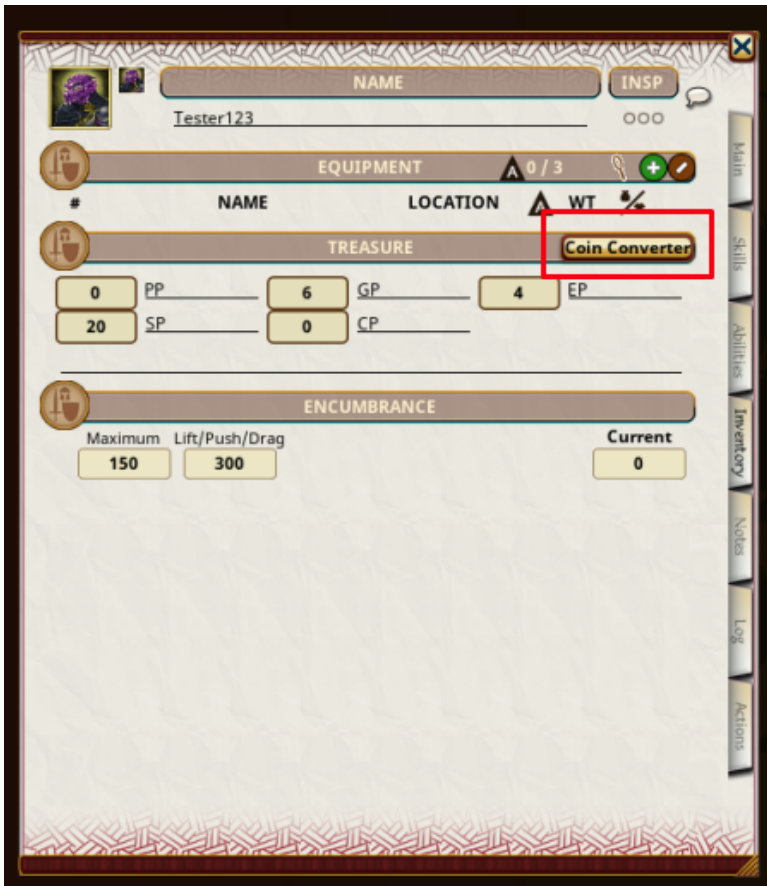 NAME INSP
Tester123
EQUIPMENT A 0 / 3
# NAME LOCATION A WT
TREASURE Coin Converter
0 PP 6 GP 4 EP
20 SP 0 CP
ENCUMBRANCE
Maximum Lift/Push/Drag Current
150 300 0
Main
Skills
Abilities
Inventory
Notes
Log
Actions